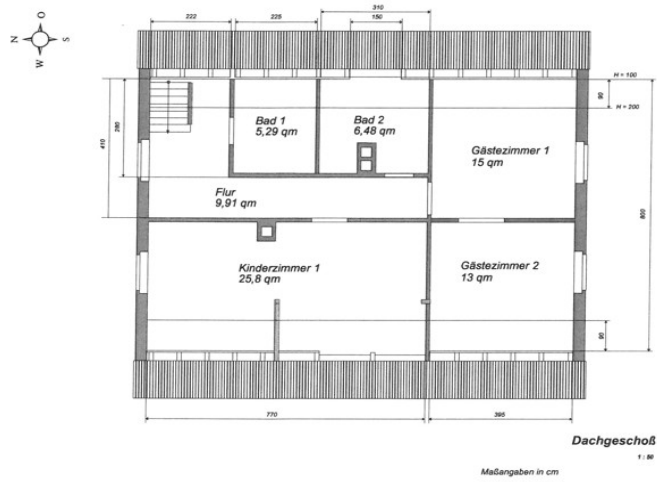 O
N
S
W
310
222
225
150
H = 100
90
H = 200
280
410
Bad 1
5,29 qm
Bad 2
6,48 qm
Gästezimmer 1
15 qm
Flur
9,91 qm
800
Kinderzimmer 1
25,8 qm
Gästezimmer 2
13 qm
90
770
395
Dachgeschoß
Maßangaben in cm